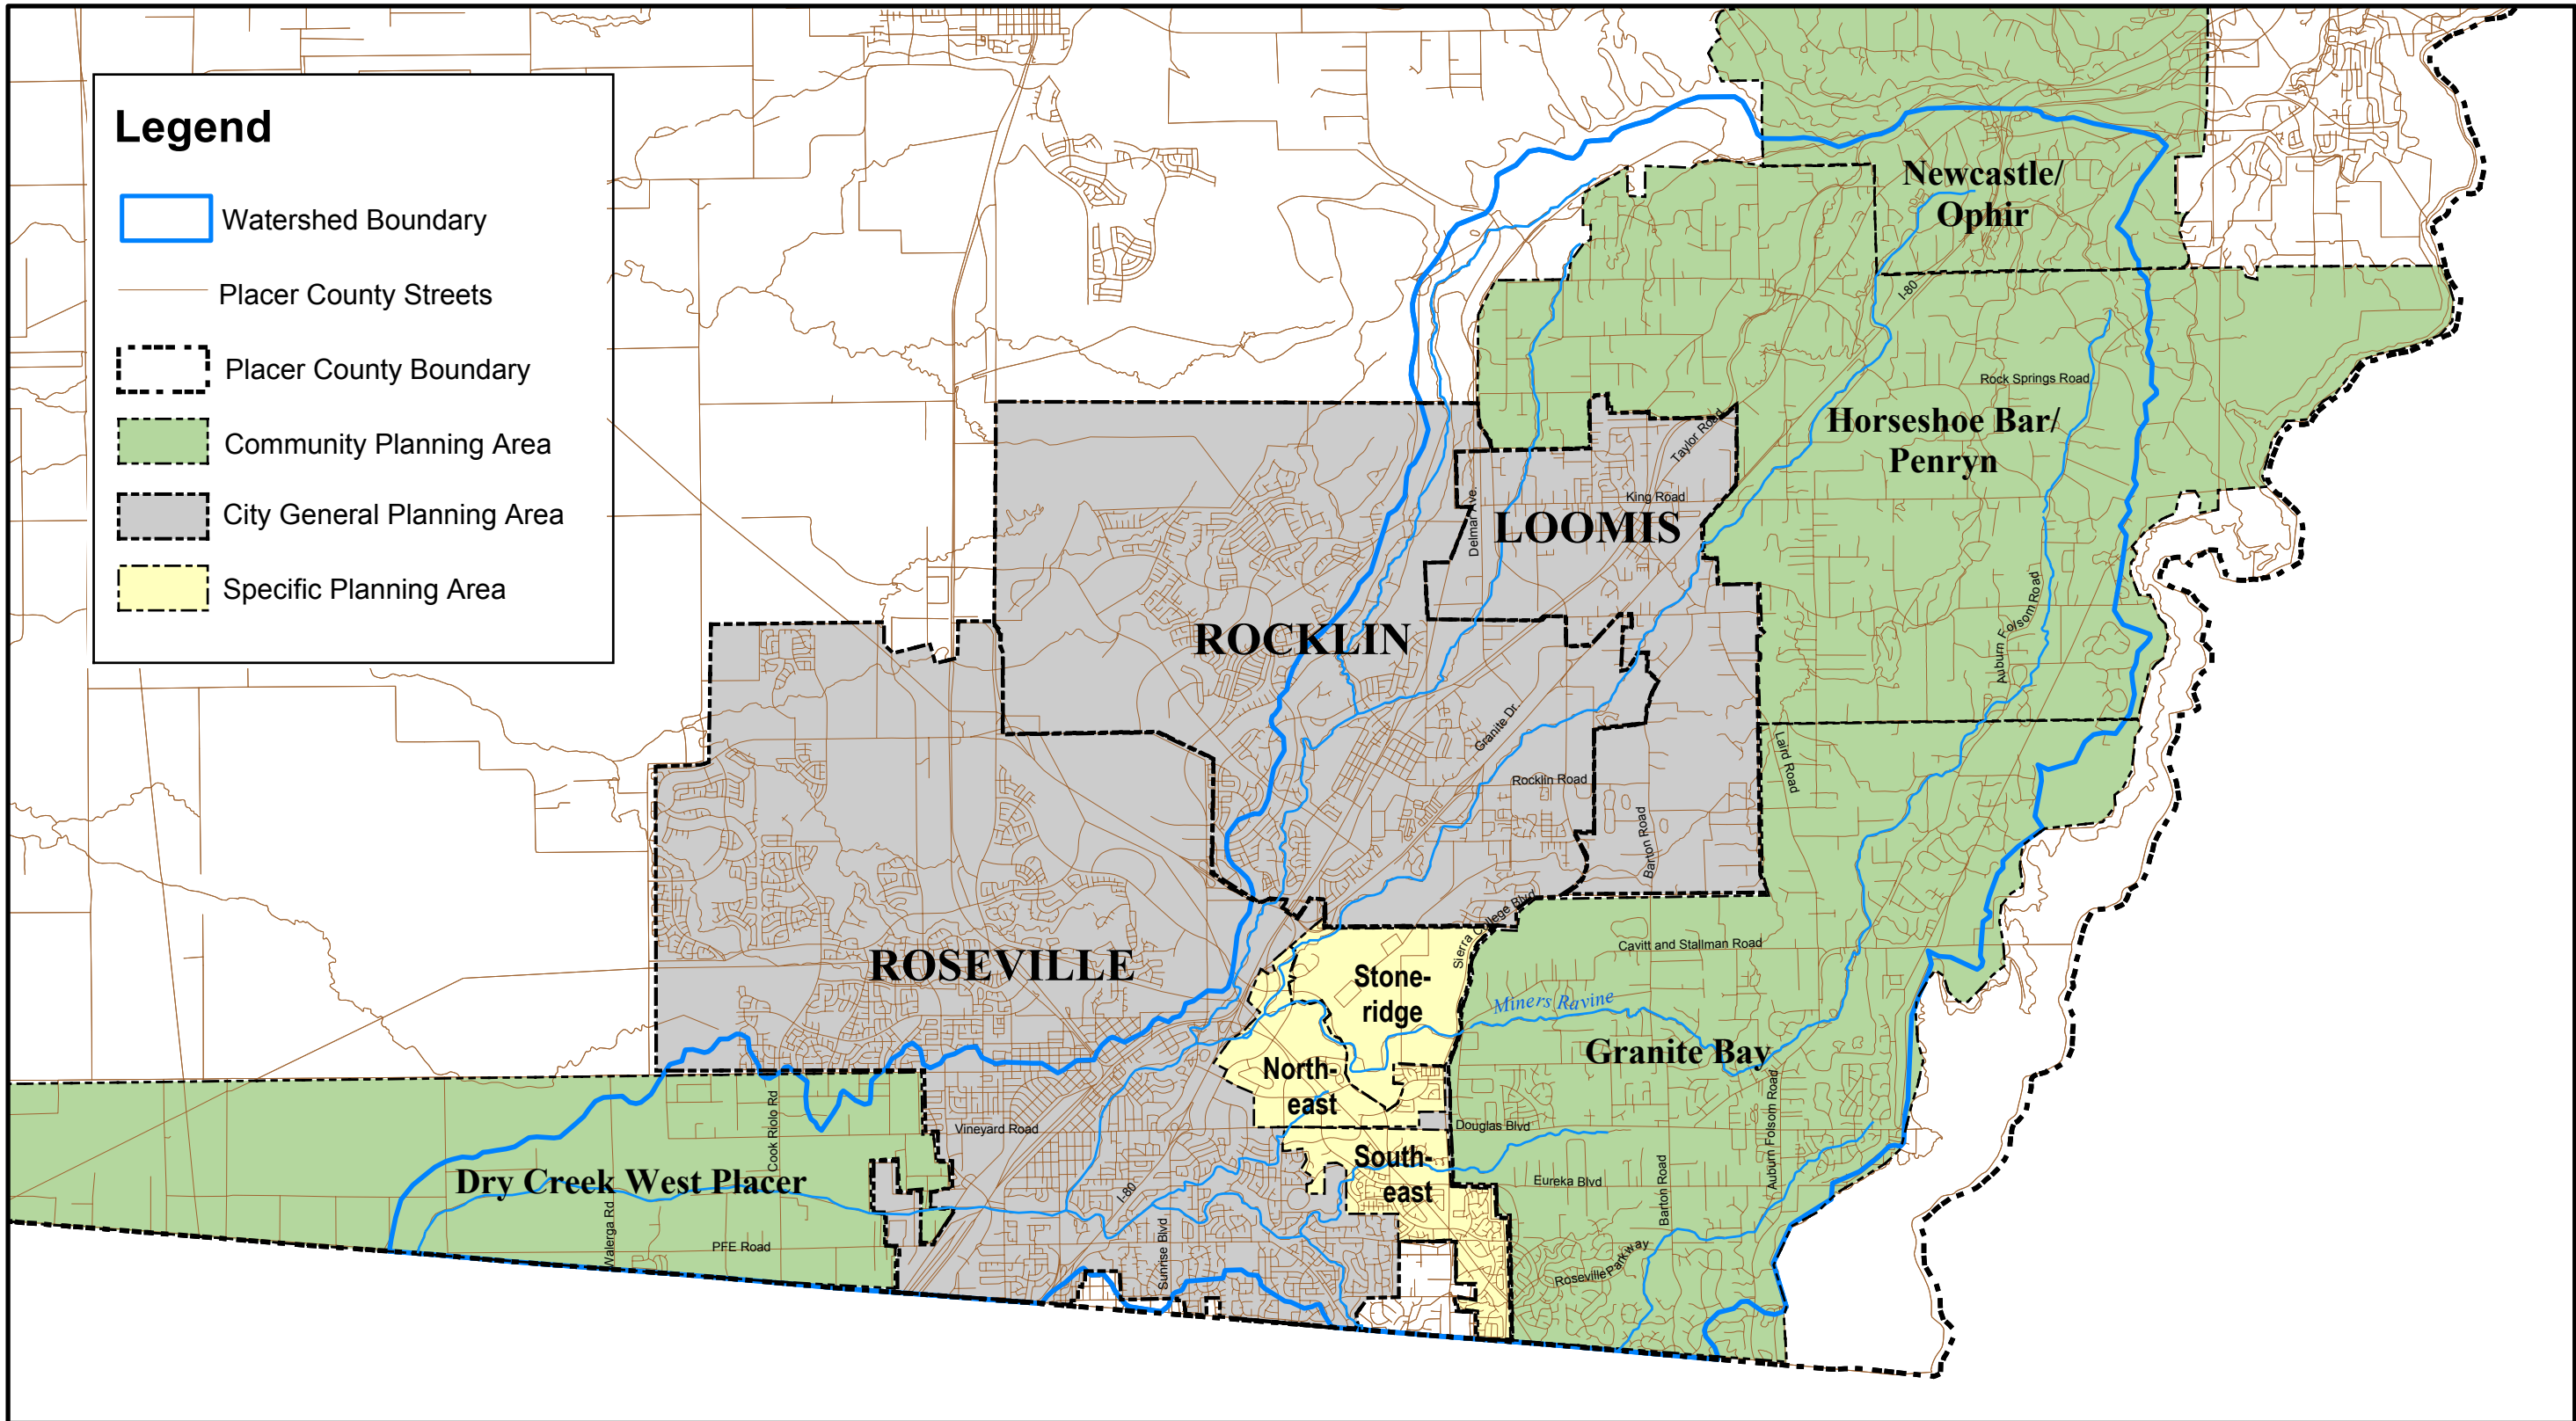 Legend
Watershed Boundary
Placer County Streets
Placer County Boundary
Community Planning Area
City General Planning Area
Specific Planning Area
Newcastle/
Ophir
I-80
Rock Springs Road
Horseshoe Bar/
Penryn
Taylor Road
King Road
Delmar Ave.
LOOMIS
ROCKLIN
Auburn Folsom Road
Granite Dr.
Laird Road
Rocklin Road
Barton Road
Sierra College Blvd
Cavitt and Stallman Road
ROSEVILLE
Stone-
ridge
Miners Ravine
Granite Bay
North-
east
Cook Riolo Rd
Vineyard Road
Douglas Blvd
Auburn Folsom Road
South-
east
Dry Creek West Placer
Eureka Blvd
I-80
Barton Road
Walerga Rd
PFE Road
Sunrise Blvd
Roseville Parkway